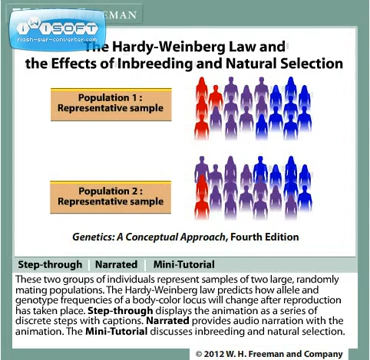 FREEMAN
iWiSOFT
flash-swf-converter.com
The Hardy-Weinberg Law and
the Effects of Inbreeding and Natural Selection
Population 1 :
Representative sample
Population 2 :
Representative sample
Genetics: A Conceptual Approach, Fourth Edition
Step-through | Narrated | Mini-Tutorial
These two groups of individuals represent samples of two large, randomly
mating populations. The Hardy-Weinberg law predicts how allele and
genotype frequencies of a body-color locus will change after reproduction
has taken place. Step-through displays the animation as a series of
discrete steps with captions. Narrated provides audio narration with the
animation. The Mini-Tutorial discusses inbreeding and natural selection.
© 2012 W. H. Freeman and Company